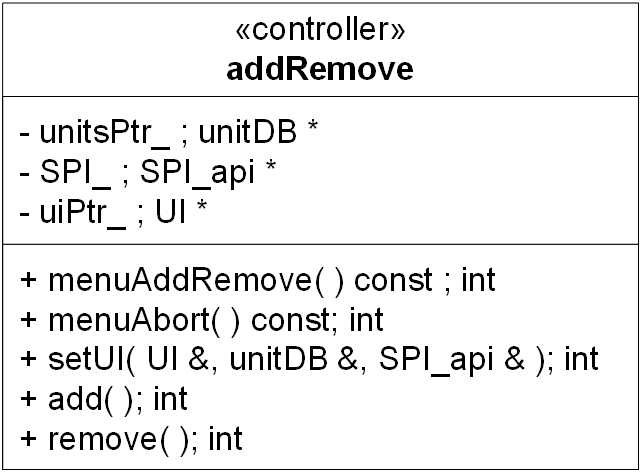 «controller»
addRemove
- unitsPtr_ ; unitDB *
- SPI_ ; SPI_api *
- uiPtr_ ; UI *
+ menuAddRemove( ) const ; int
+ menuAbort( ) const; int
+ setUI( UI &, unitDB &, SPI_api & ); int
+ add( ); int
+ remove( ); int